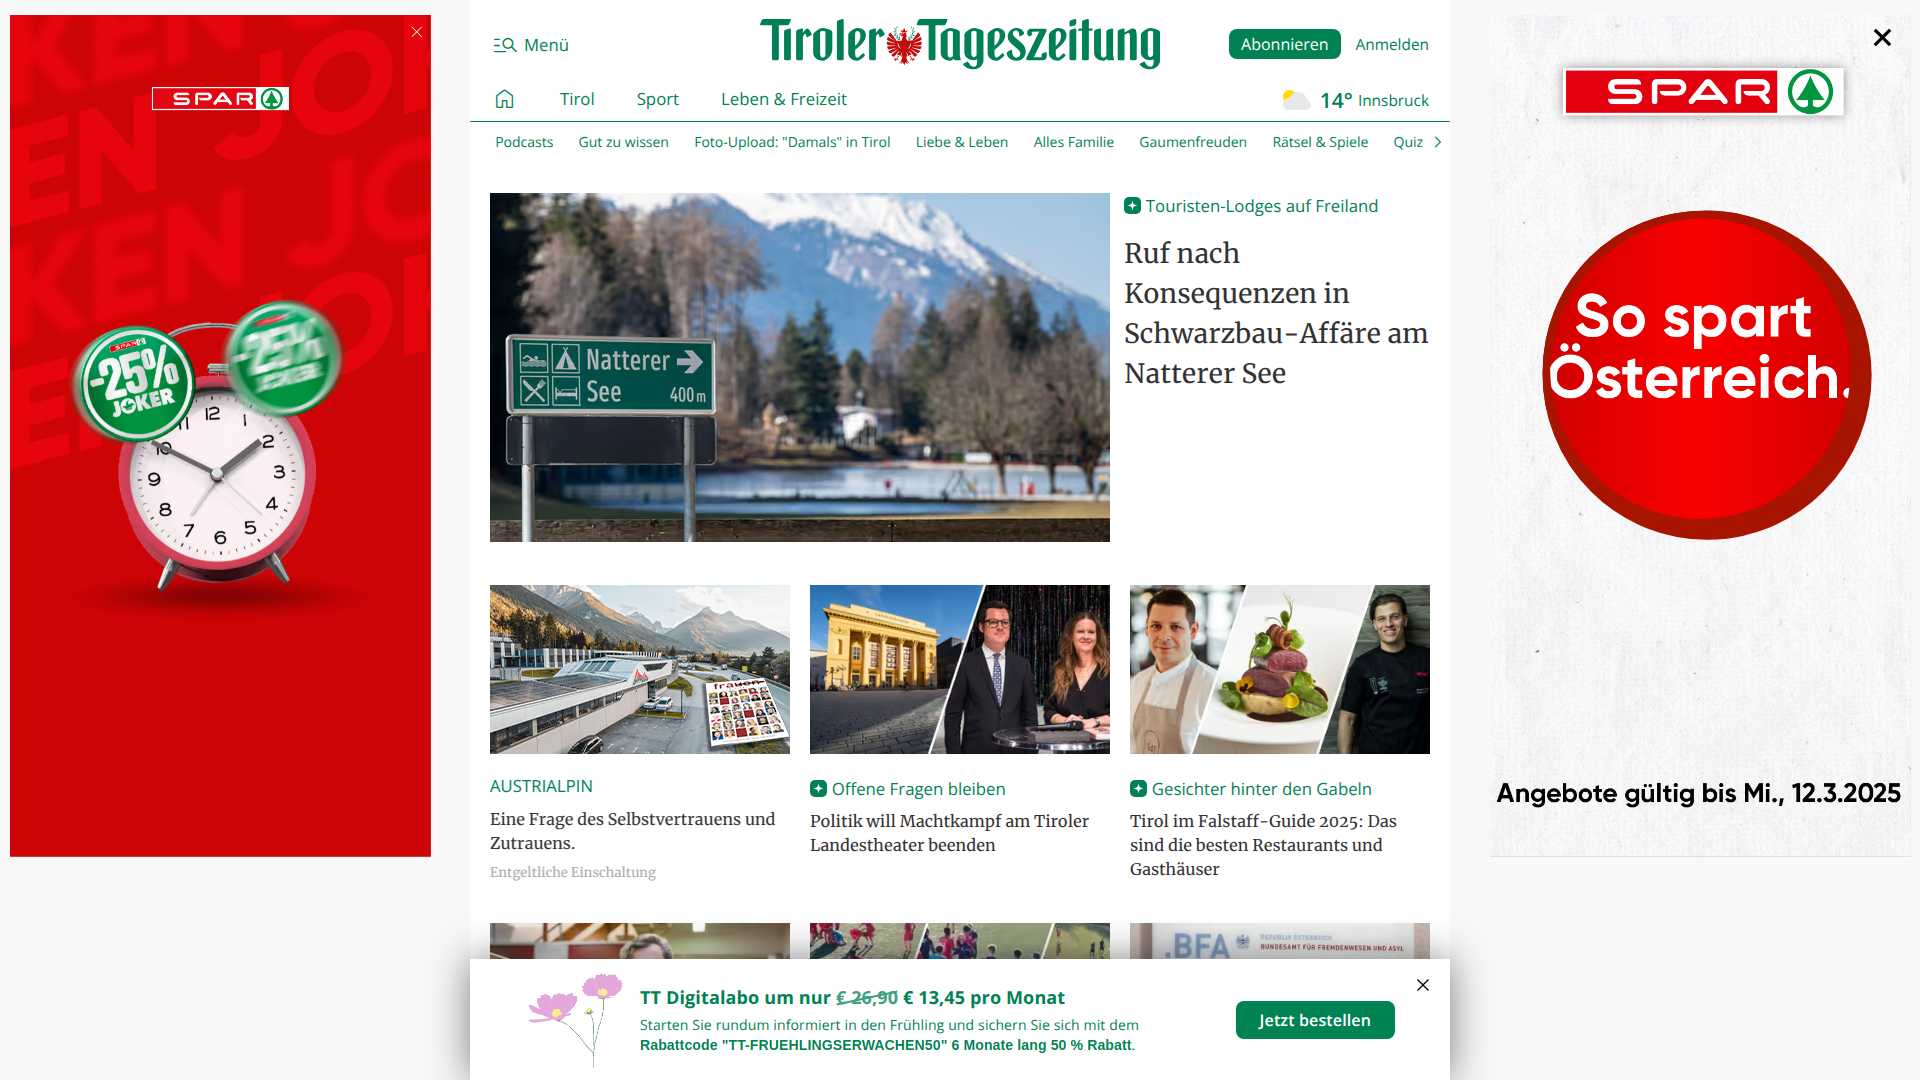 SPAR
-25%
JOKER
-25%
JOKER
12
1
2
3
4
5
6
7
8
9
10
11
Menü
Tiroler Tageszeitung
Abonnieren
Anmelden
Tirol
Sport
Leben & Freizeit
14° Innsbruck
Podcasts
Gut zu wissen
Foto-Upload: "Damals" in Tirol
Liebe & Leben
Alles Familie
Gaumenfreuden
Rätsel & Spiele
Quiz
Natterer
See
400 m
Touristen-Lodges auf Freiland
Ruf nach
Konsequenzen in
Schwarzbau-Affäre am
Natterer See
frauen
AUSTRIALPIN
Eine Frage des Selbstvertrauens und
Zutrauens.
Entgeltliche Einschaltung
Offene Fragen bleiben
Politik will Machtkampf am Tiroler
Landestheater beenden
Gesichter hinter den Gabeln
Tirol im Falstaff-Guide 2025: Das
sind die besten Restaurants und
Gasthäuser
.BFA
REPUBLIK ÖSTERREICH
BUNDESAMT FÜR FREMDENWESEN UND ASYL
TT Digitalabo um nur € 26,90 € 13,45 pro Monat
Starten Sie rundum informiert in den Frühling und sichern Sie sich mit dem
Rabattcode "TT-FRUEHLINGSERWACHEN50" 6 Monate lang 50 % Rabatt.
Jetzt bestellen
SPAR
So spart
Österreich.
Angebote gültig bis Mi., 12.3.2025